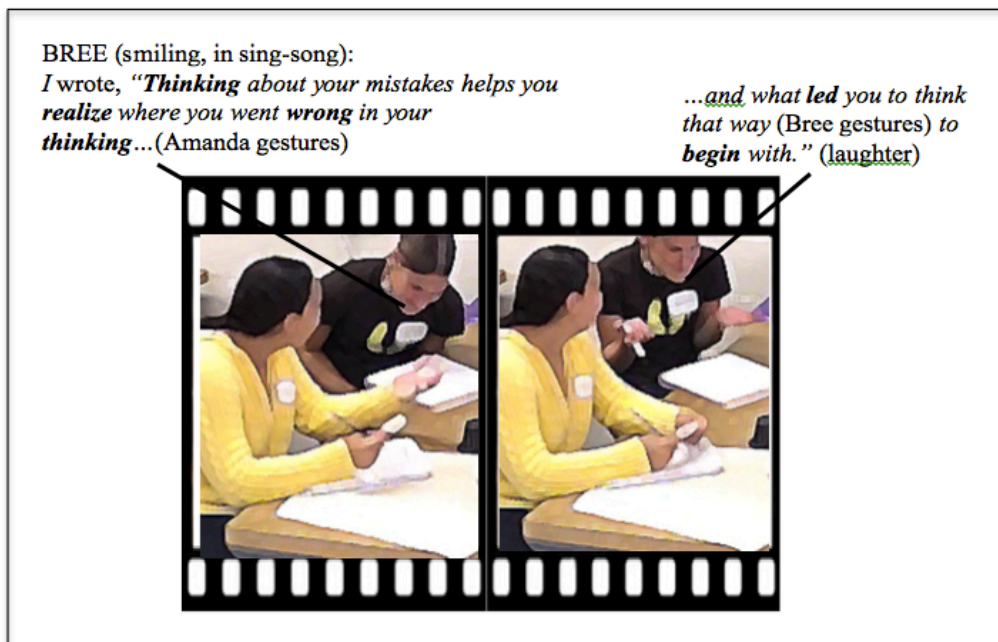 BREE (smiling, in sing-song):
I wrote, “Thinking about your mistakes helps you
realize where you went wrong in your
thinking…(Amanda gestures)
…and what led you to think
that way (Bree gestures) to
begin with.” (laughter)